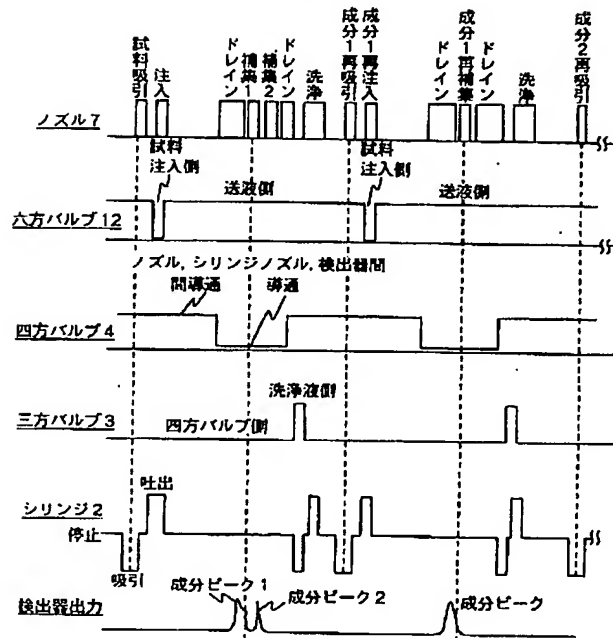 試料吸引
注入
ドレイン
補集1
補集2
ドレイン
洗浄
成分1再吸引
成分1再注入
ドレイン
成分1再補集
ドレイン
洗浄
成分2再吸引
ノズル7
試料
注入側
送液側
試料
注入側
送液側
六方バルブ12
ノズル,シリンジノズル,検出器間
間導通
導通
四方バルブ4
洗浄液側
三方バルブ3
四方バルブ側
吐出
シリンジ2
停止
吸引
成分ピーク1
成分ピーク2
成分ピーク
検出器出力